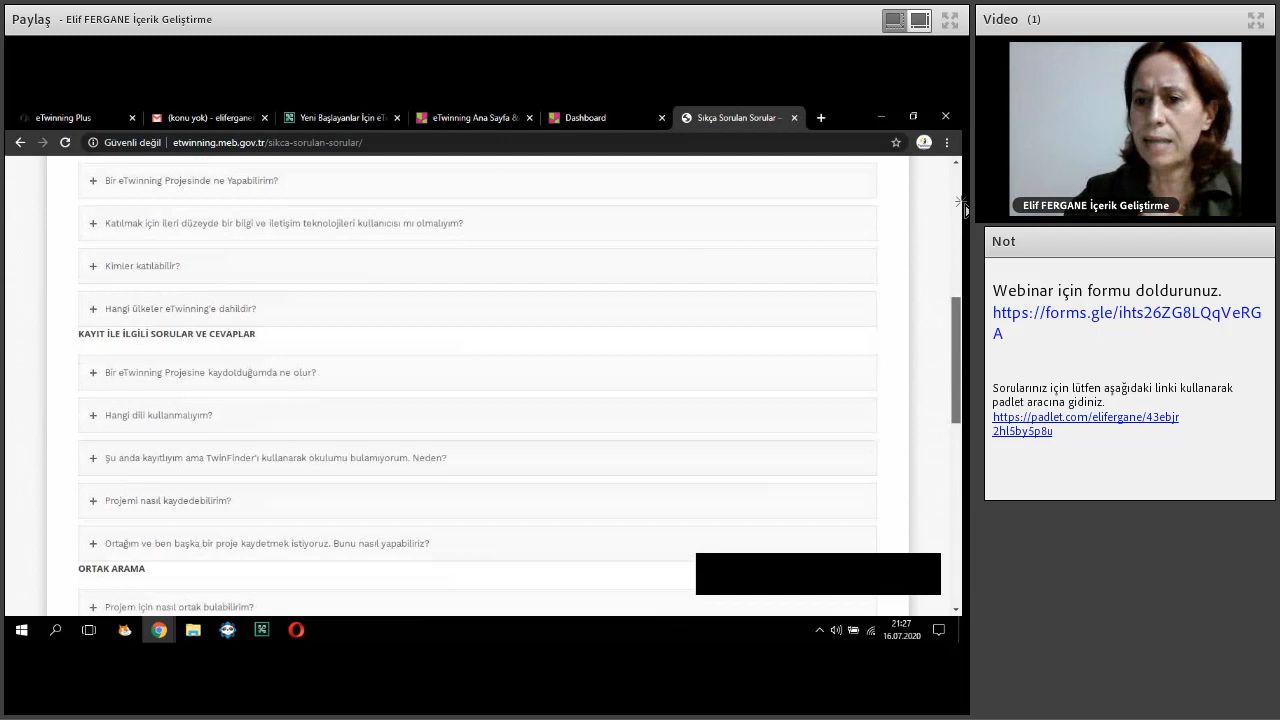 Paylaş - Elif FERGANE İçerik Geliştirme
Video (1)
eTwinning Plus
(konu yok) - eliferganet
Yeni Başlayanlar İçin eT
eTwinning Ana Sayfa &
Dashboard
Sıkça Sorulan Sorular –
Güvenli değil etwinning.meb.gov.tr/sikca-sorulan-sorular/
Bir eTwinning Projesinde ne Yapabilirim?
Katılmak için ileri düzeyde bir bilgi ve iletişim teknolojileri kullanıcısı mı olmalıyım?
Kimler katılabilir?
Hangi ülkeler eTwinning'e dahildir?
KAYIT İLE İLGİLİ SORULAR VE CEVAPLAR
Bir eTwinning Projesine kaydolduğumda ne olur?
Hangi dili kullanmalıyım?
Şu anda kayıtlıyım ama TwinFinder'ı kullanarak okulumu bulamıyorum. Neden?
Projemi nasıl kaydedebilirim?
Ortağım ve ben başka bir proje kaydetmek istiyoruz. Bunu nasıl yapabiliriz?
ORTAK ARAMA
Projem için nasıl ortak bulabilirim?
21:27
16.07.2020
Elif FERGANE İçerik Geliştirme
Not
Webinar için formu doldurunuz.
https://forms.gle/ihts26ZG8LQqVeRG
A
Sorularınız için lütfen aşağıdaki linki kullanarak
padlet aracına gidiniz.
https://padlet.com/elifergane/43ebjr
2hl5by5p8u